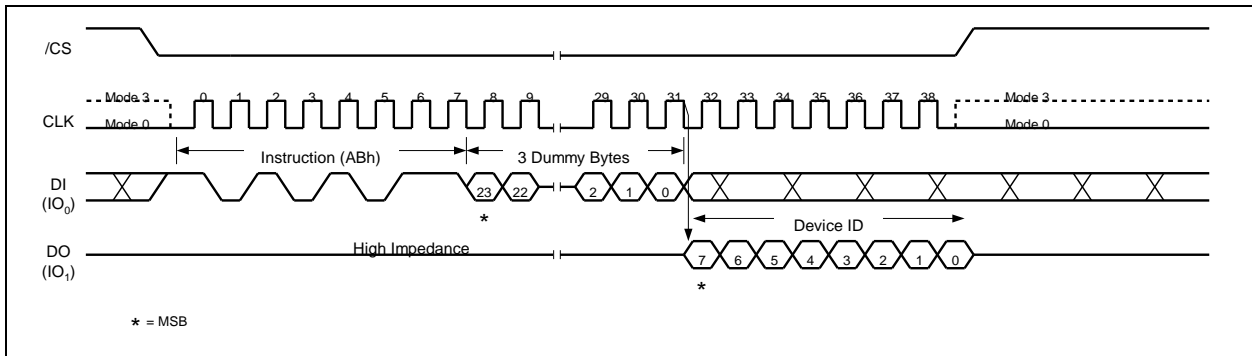 /CS
Mode 3 0 1 2 3 4 5 6 7 8 9 29 30 31 32 33 34 35 36 37 38 Mode 3
CLK Mode 0 Mode 0
Instruction (ABh) 3 Dummy Bytes
DI
(IO0)
23 22 2 1 0
*
Device ID
High Impedance
DO
(IO1)
7 6 5 4 3 2 1 0
*
* = MSB